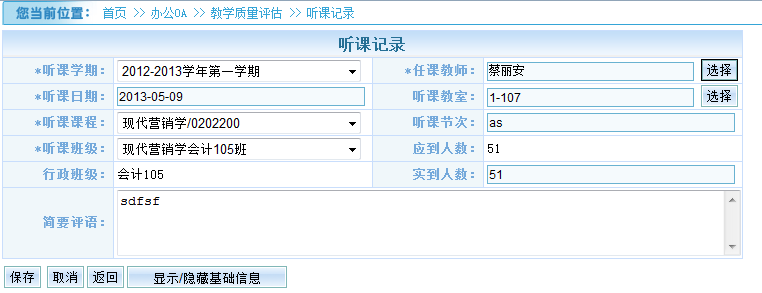 您当前位置： 首页 >> 办公OA >> 教学质量评估 >> 听课记录
听课记录
*听课学期： 2012-2013学年第一学期 *任课教师： 蔡丽安 选择
*听课日期： 2013-05-09 听课教室： 1-107 选择
*听课课程： 现代营销学/0202200 听课节次： as
*听课班级： 现代营销学会计105班 应到人数： 51
行政班级： 会计105 实到人数： 51
简要评语： sdfsf
保存 取消 返回 显示/隐藏基础信息